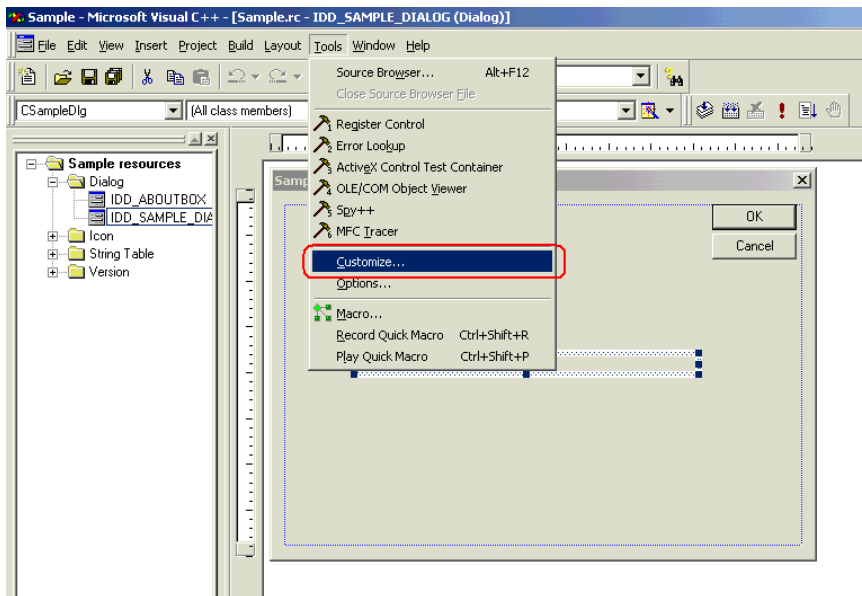 Sample - Microsoft Visual C++ - [Sample.rc - IDD_SAMPLE_DIALOG (Dialog)]
File Edit View Insert Project Build Layout Tools Window Help
CSampleDlg (All class members)
Source Browser... Alt+F12
Close Source Browser File
Register Control
Error Lookup
ActiveX Control Test Container
OLE/COM Object Viewer
Spy++
MFC Tracer
Customize...
Options...
Macro...
Record Quick Macro Ctrl+Shift+R
Play Quick Macro Ctrl+Shift+P
Sample resources
Dialog
IDD_ABOUTBOX
IDD_SAMPLE_DIA
Icon
String Table
Version
Samp
OK
Cancel